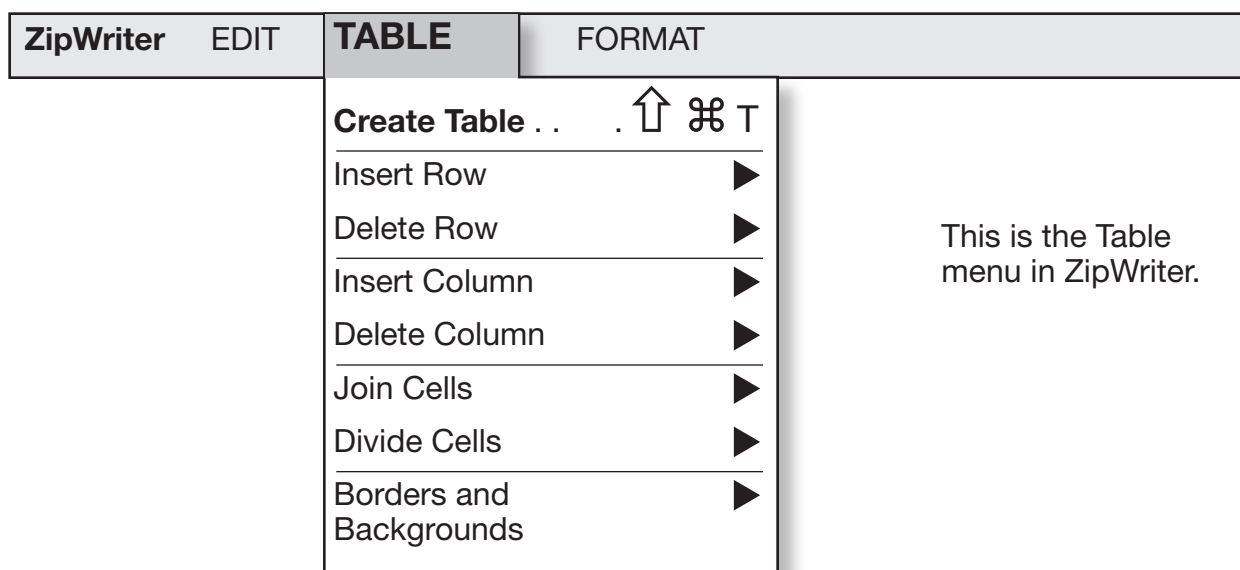 ZipWriter EDIT TABLE FORMAT
Create Table . . . ⇧ ⌘ T
Insert Row ▶
Delete Row ▶
Insert Column ▶
Delete Column ▶
Join Cells ▶
Divide Cells ▶
Borders and ▶
Backgrounds
This is the Table
menu in ZipWriter.